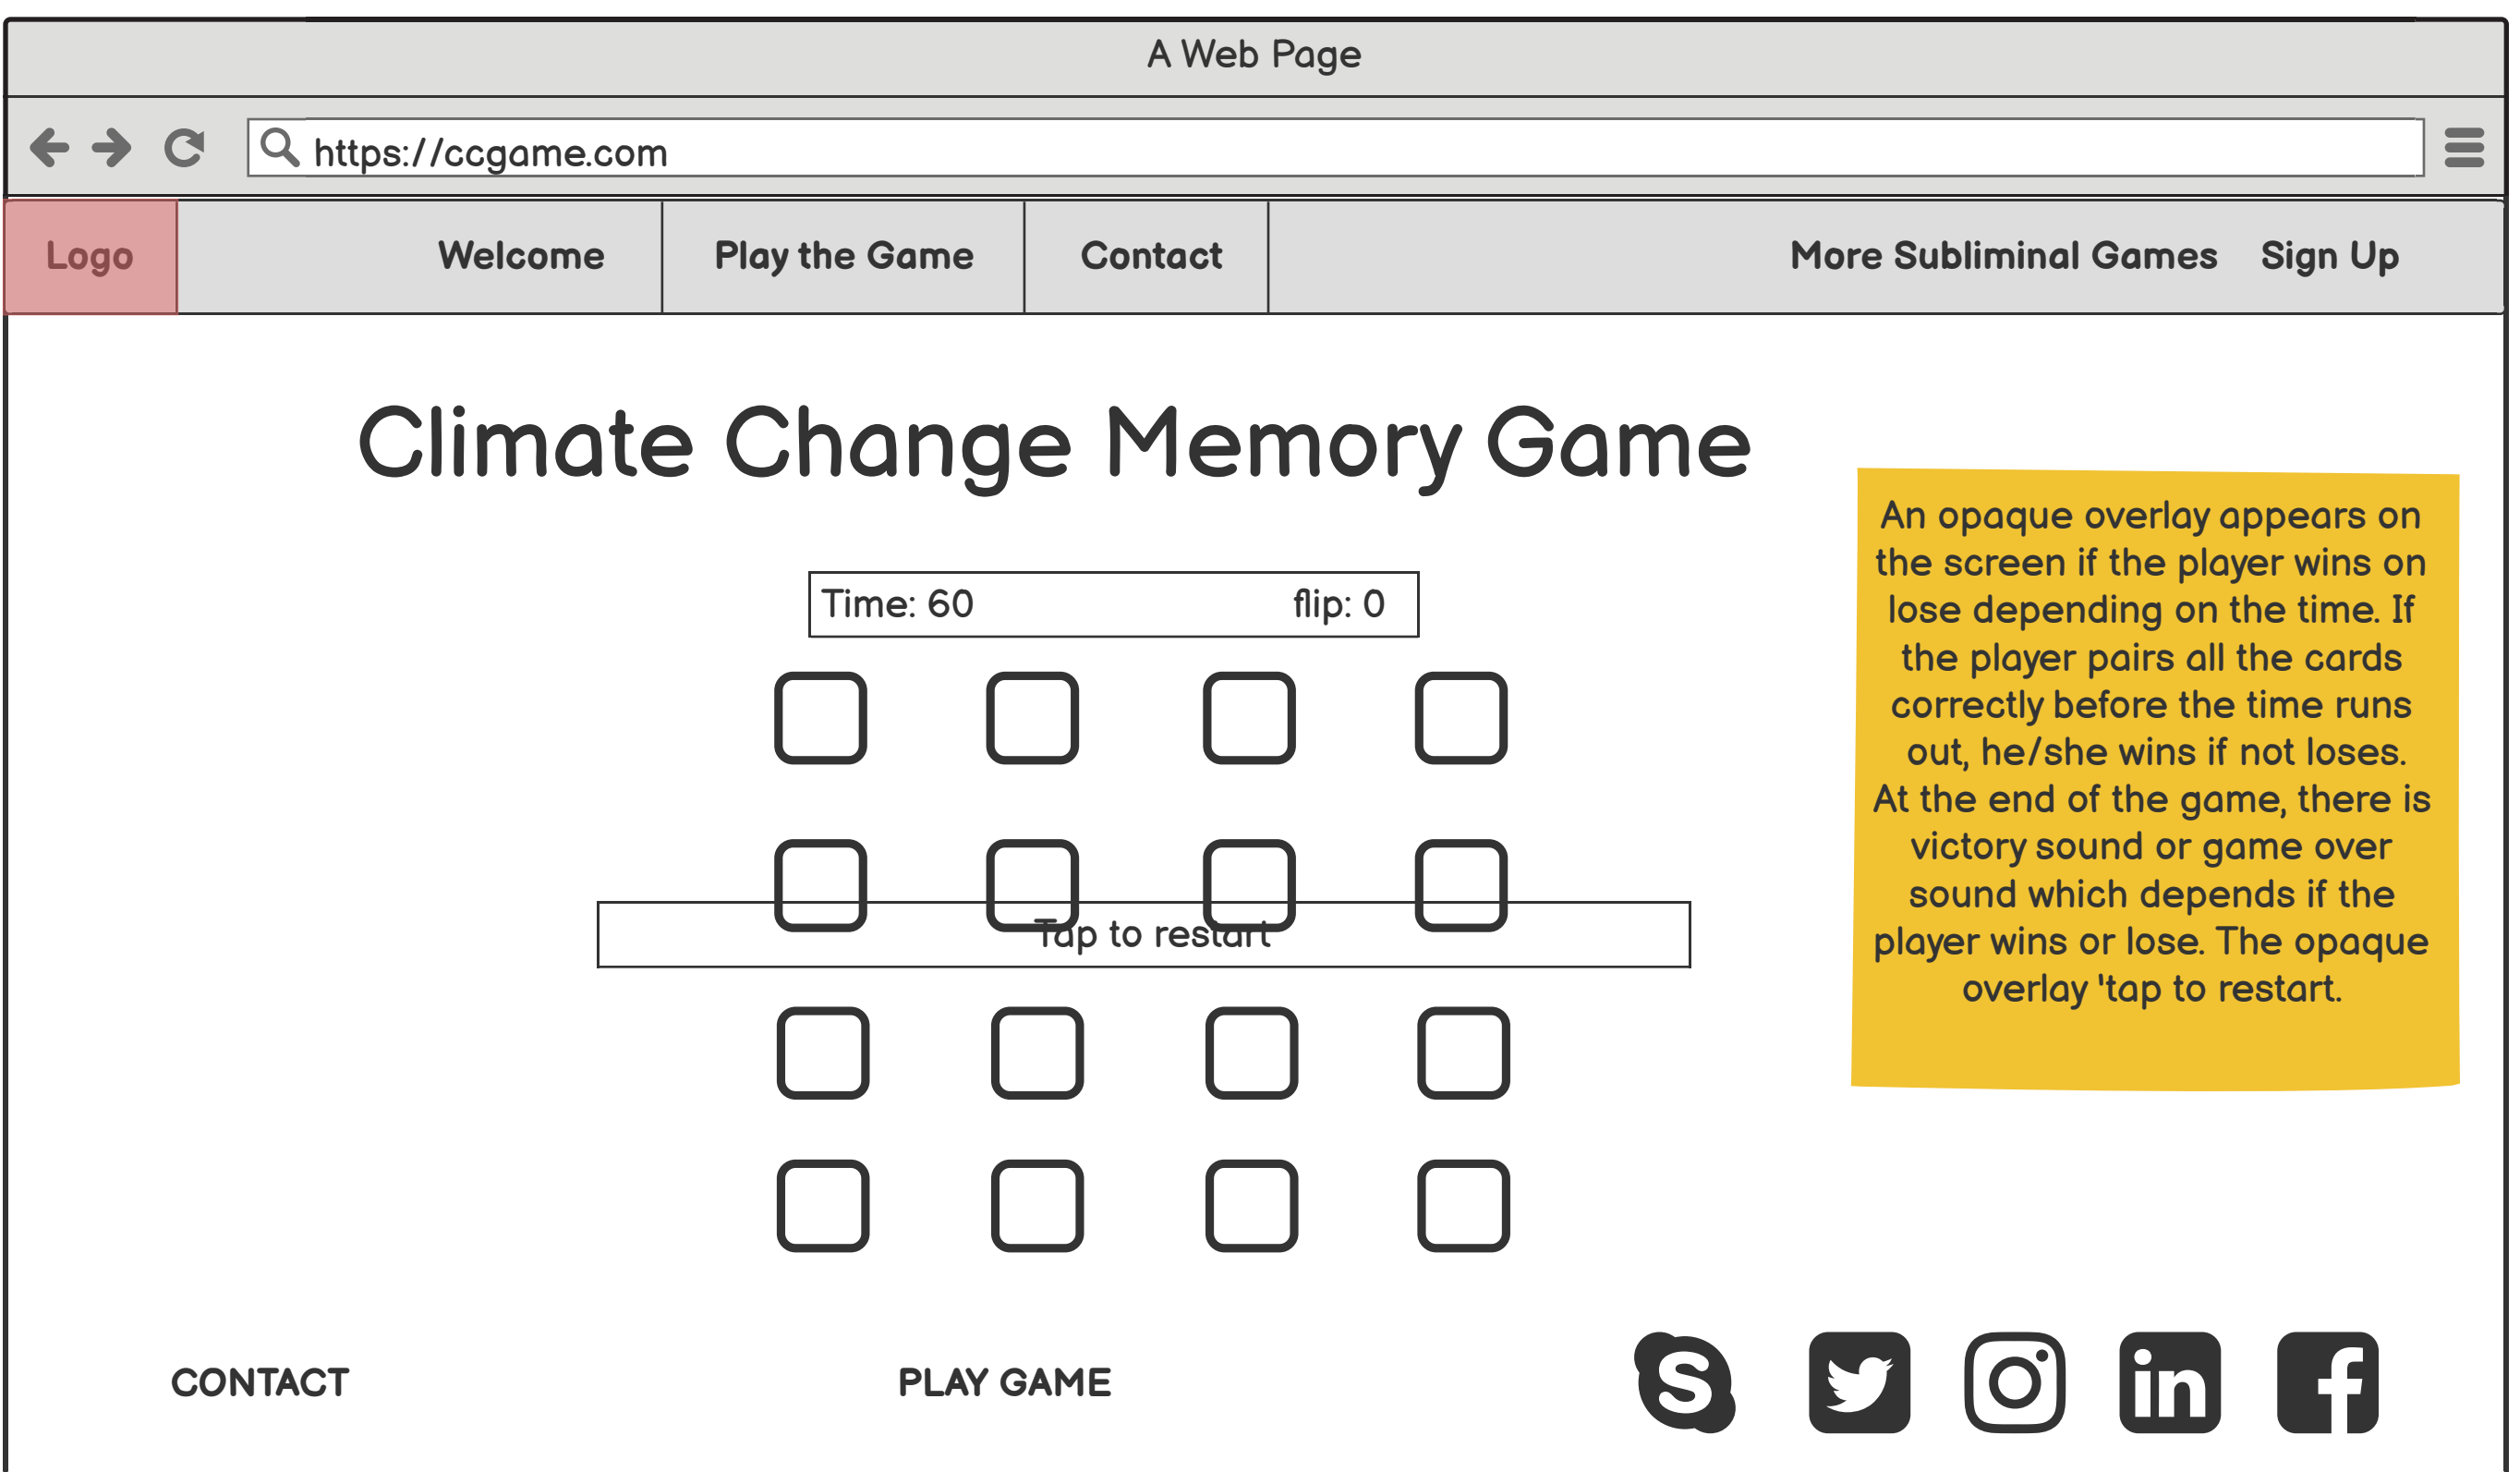 A Web Page
https://ccgame.com
Logo
Welcome
Play the Game
Contact
More Subliminal Games
Sign Up
Climate Change Memory Game
Time: 60
flip: 0
An opaque overlay appears on
the screen if the player wins on
lose depending on the time. If
the player pairs all the cards
correctly before the time runs
out, he/she wins if not loses.
At the end of the game, there is
victory sound or game over
sound which depends if the
player wins or lose. The opaque
overlay 'tap to restart.
Tap to restart
CONTACT
PLAY GAME